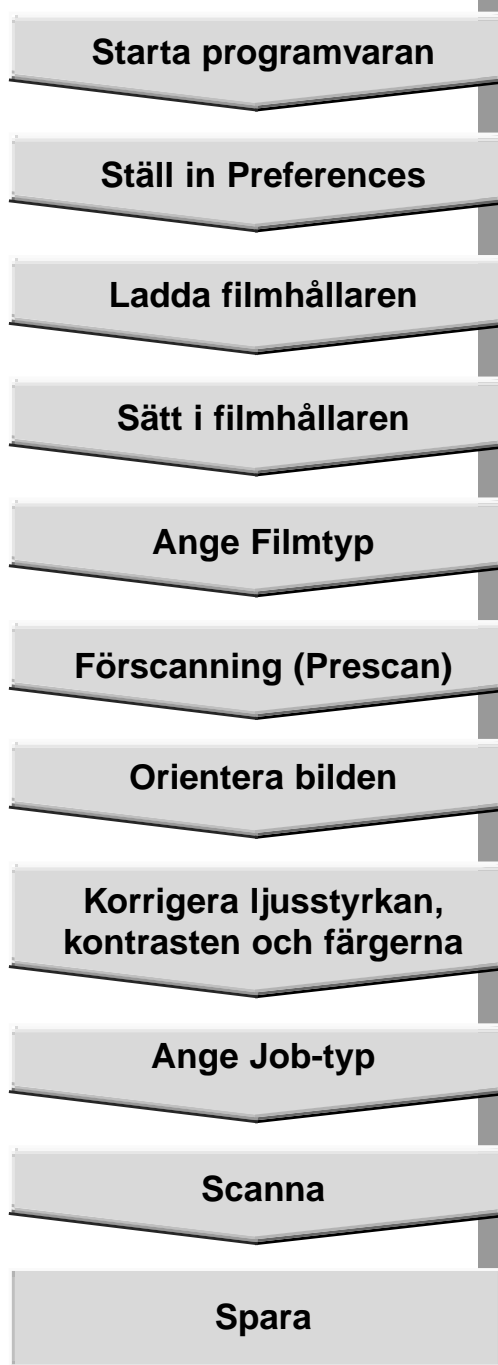 Starta programvaran
Ställ in Preferences
Ladda filmhållaren
Sätt i filmhållaren
Ange Filmtyp
Förscanning (Prescan)
Orientera bilden
Korrigera ljusstyrkan,
kontrasten och färgerna
Ange Job-typ
Scanna
Spara